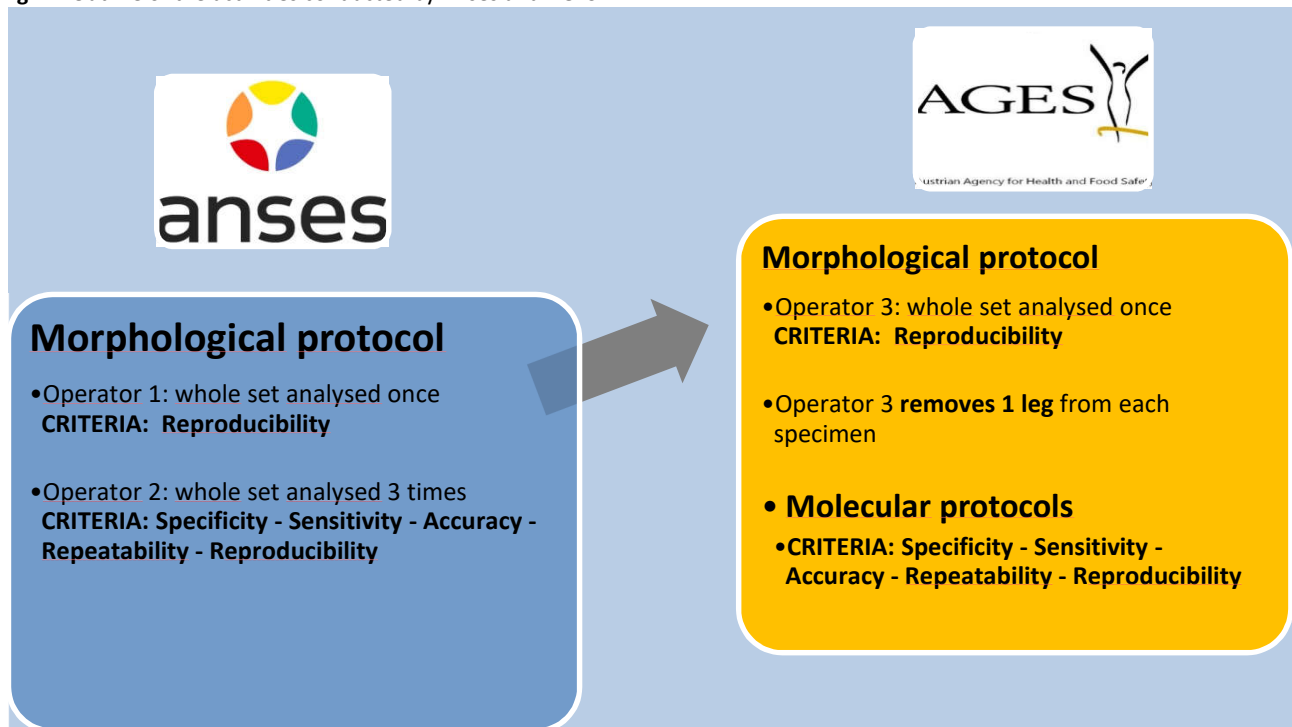 anses
AGES
ustrian Agency for Health and Food Safe
Morphological protocol
•Operator 1: whole set analysed once
CRITERIA: Reproducibility
•Operator 2: whole set analysed 3 times
CRITERIA: Specificity - Sensitivity - Accuracy -
Repeatability - Reproducibility
Morphological protocol
•Operator 3: whole set analysed once
CRITERIA: Reproducibility
•Operator 3 removes 1 leg from each
specimen
• Molecular protocols
•CRITERIA: Specificity - Sensitivity -
Accuracy - Repeatability - Reproducibility